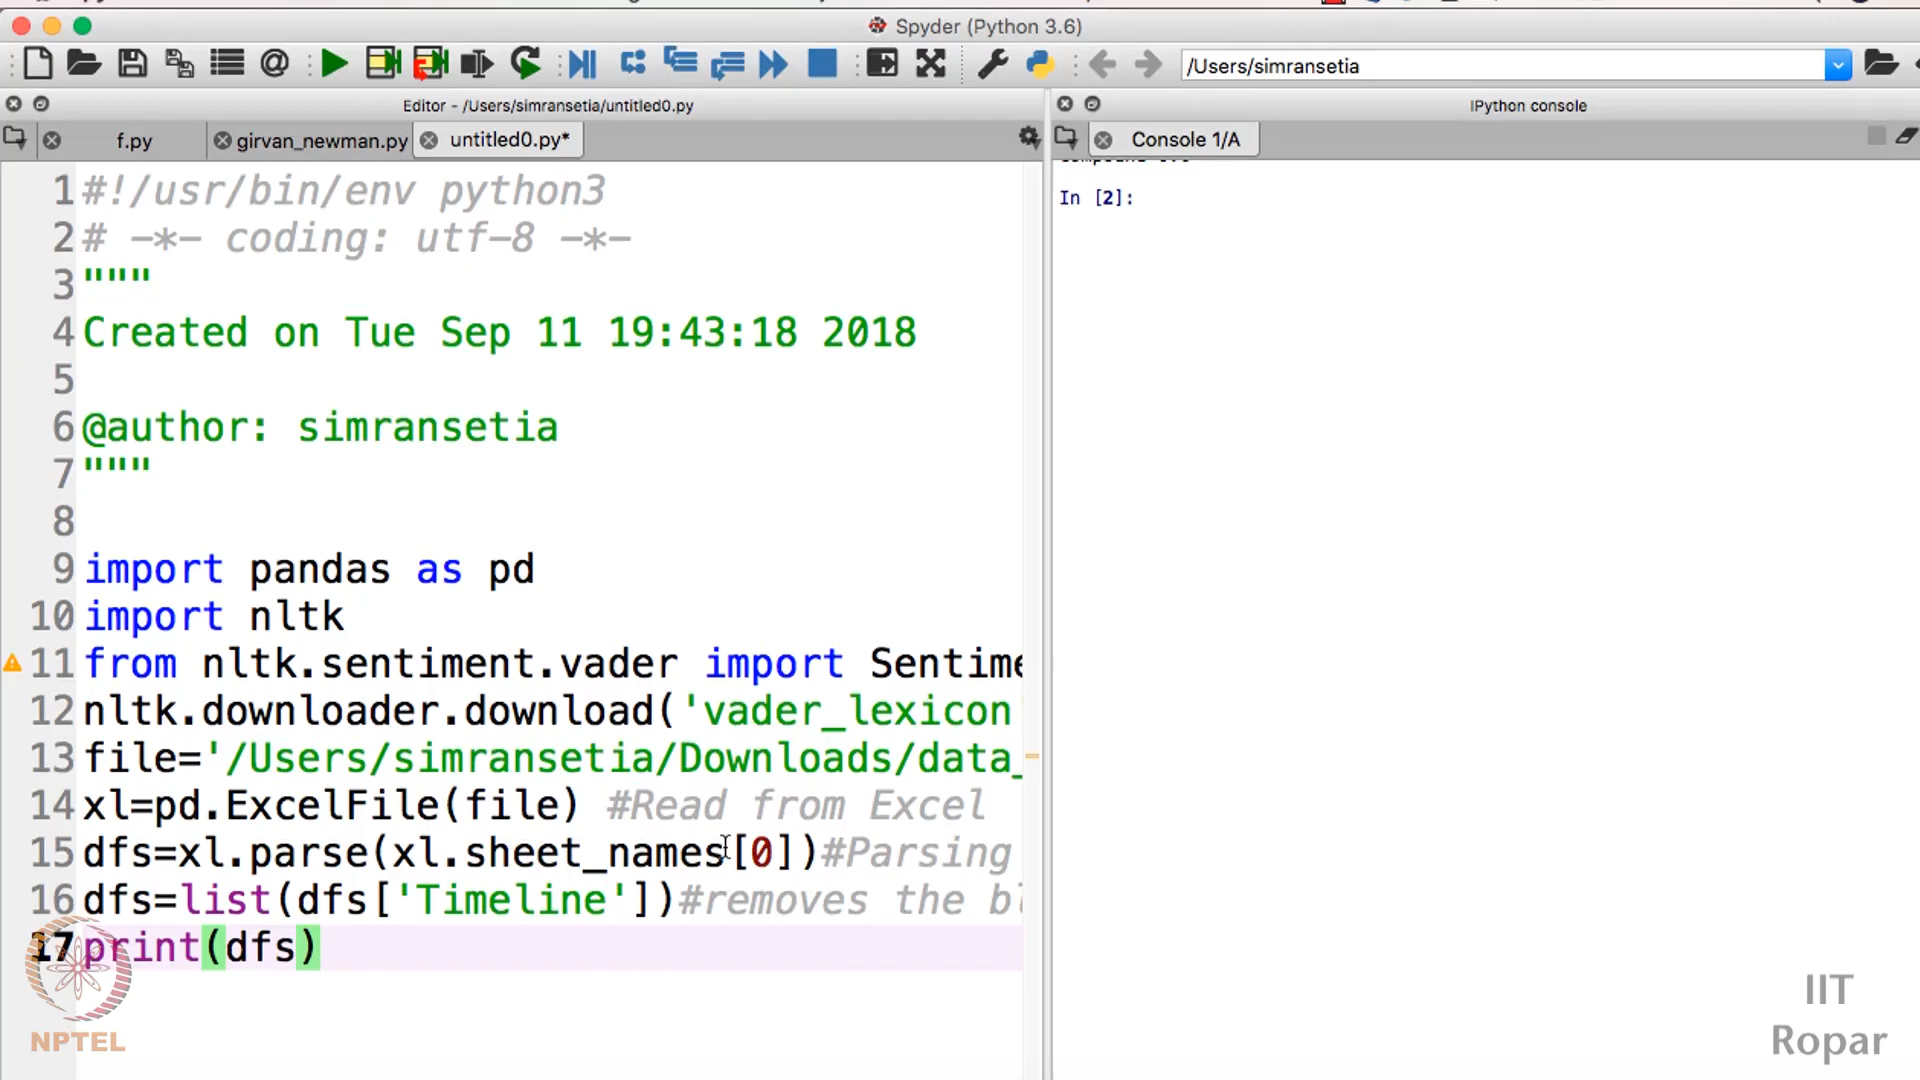 Spyder (Python 3.6)
/Users/simransetia
Editor - /Users/simransetia/untitled0.py
IPython console
f.py
girvan_newman.py
untitled0.py*
Console 1/A
1 #!/usr/bin/env python3
2 # -*- coding: utf-8 -*-
3 """
4 Created on Tue Sep 11 19:43:18 2018
5
6 @author: simransetia
7 """
8
9 import pandas as pd
10 import nltk
11 from nltk.sentiment.vader import Sentime
12 nltk.downloader.download('vader_lexicon'
13 file='/Users/simransetia/Downloads/data_
14 xl=pd.ExcelFile(file) #Read from Excel
15 dfs=xl.parse(xl.sheet_names[0])#Parsing
16 dfs=list(dfs['Timeline'])#removes the bl
17 print(dfs)
In [2]:
NPTEL
IIT
Ropar